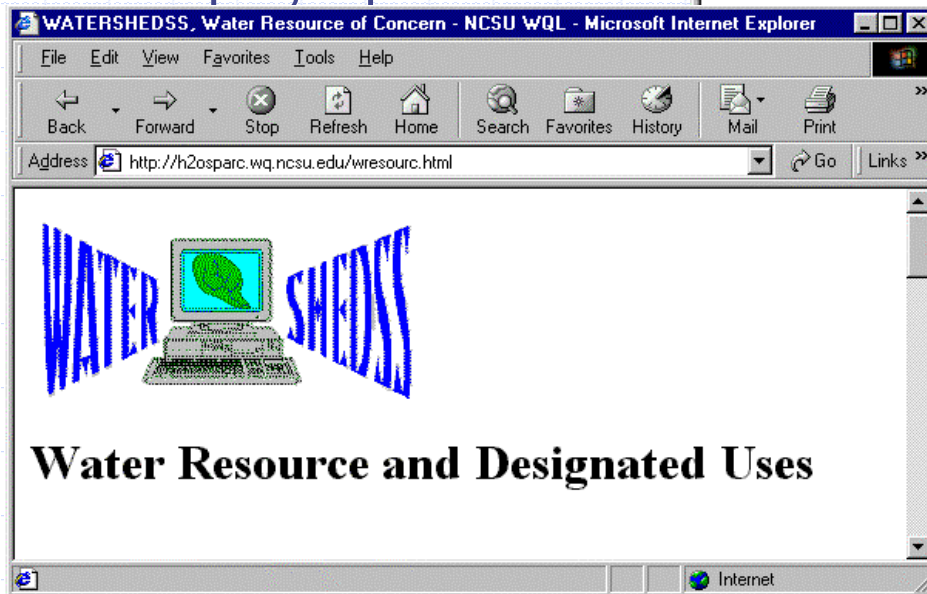 WATERSHEDSS, Water Resource of Concern - NCSU WQL - Microsoft Internet Explorer
File Edit View Favorites Tools Help
Back Forward Stop Refresh Home Search Favorites History Mail Print »
Address http://h2osparc.wq.ncsu.edu/wresourc.html Go Links »
WATER SHEDSS
Water Resource and Designated Uses
Internet